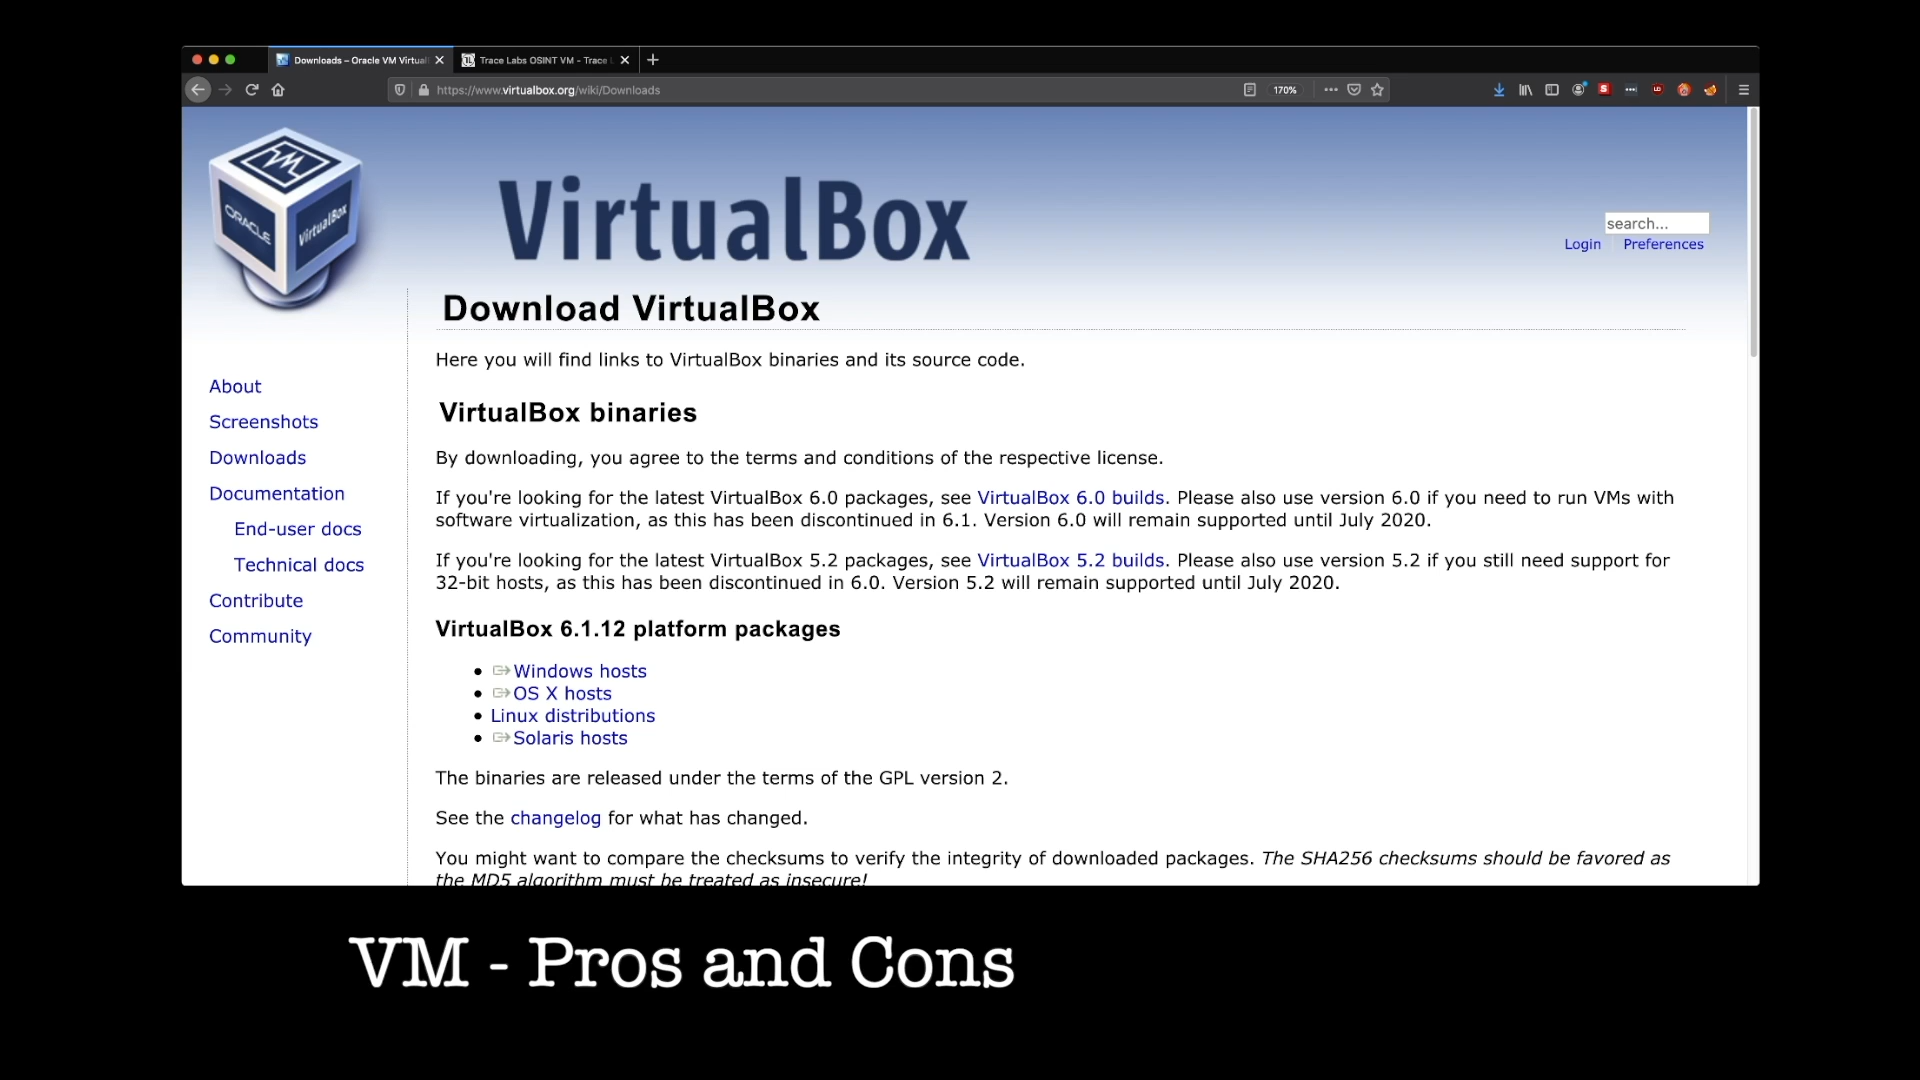 Downloads – Oracle VM Virtual
Trace Labs OSINT VM - Trace L
https://www.virtualbox.org/wiki/Downloads
170%
VM
ORACLE
VirtualBox
VirtualBox
search...
Login
Preferences
Download VirtualBox
Here you will find links to VirtualBox binaries and its source code.
About
Screenshots
Downloads
Documentation
End-user docs
Technical docs
Contribute
Community
VirtualBox binaries
By downloading, you agree to the terms and conditions of the respective license.
If you're looking for the latest VirtualBox 6.0 packages, see VirtualBox 6.0 builds. Please also use version 6.0 if you need to run VMs with
software virtualization, as this has been discontinued in 6.1. Version 6.0 will remain supported until July 2020.
If you're looking for the latest VirtualBox 5.2 packages, see VirtualBox 5.2 builds. Please also use version 5.2 if you still need support for
32-bit hosts, as this has been discontinued in 6.0. Version 5.2 will remain supported until July 2020.
VirtualBox 6.1.12 platform packages
Windows hosts
OS X hosts
Linux distributions
Solaris hosts
The binaries are released under the terms of the GPL version 2.
See the changelog for what has changed.
You might want to compare the checksums to verify the integrity of downloaded packages. The SHA256 checksums should be favored as
the MD5 algorithm must be treated as insecure!
VM - Pros and Cons